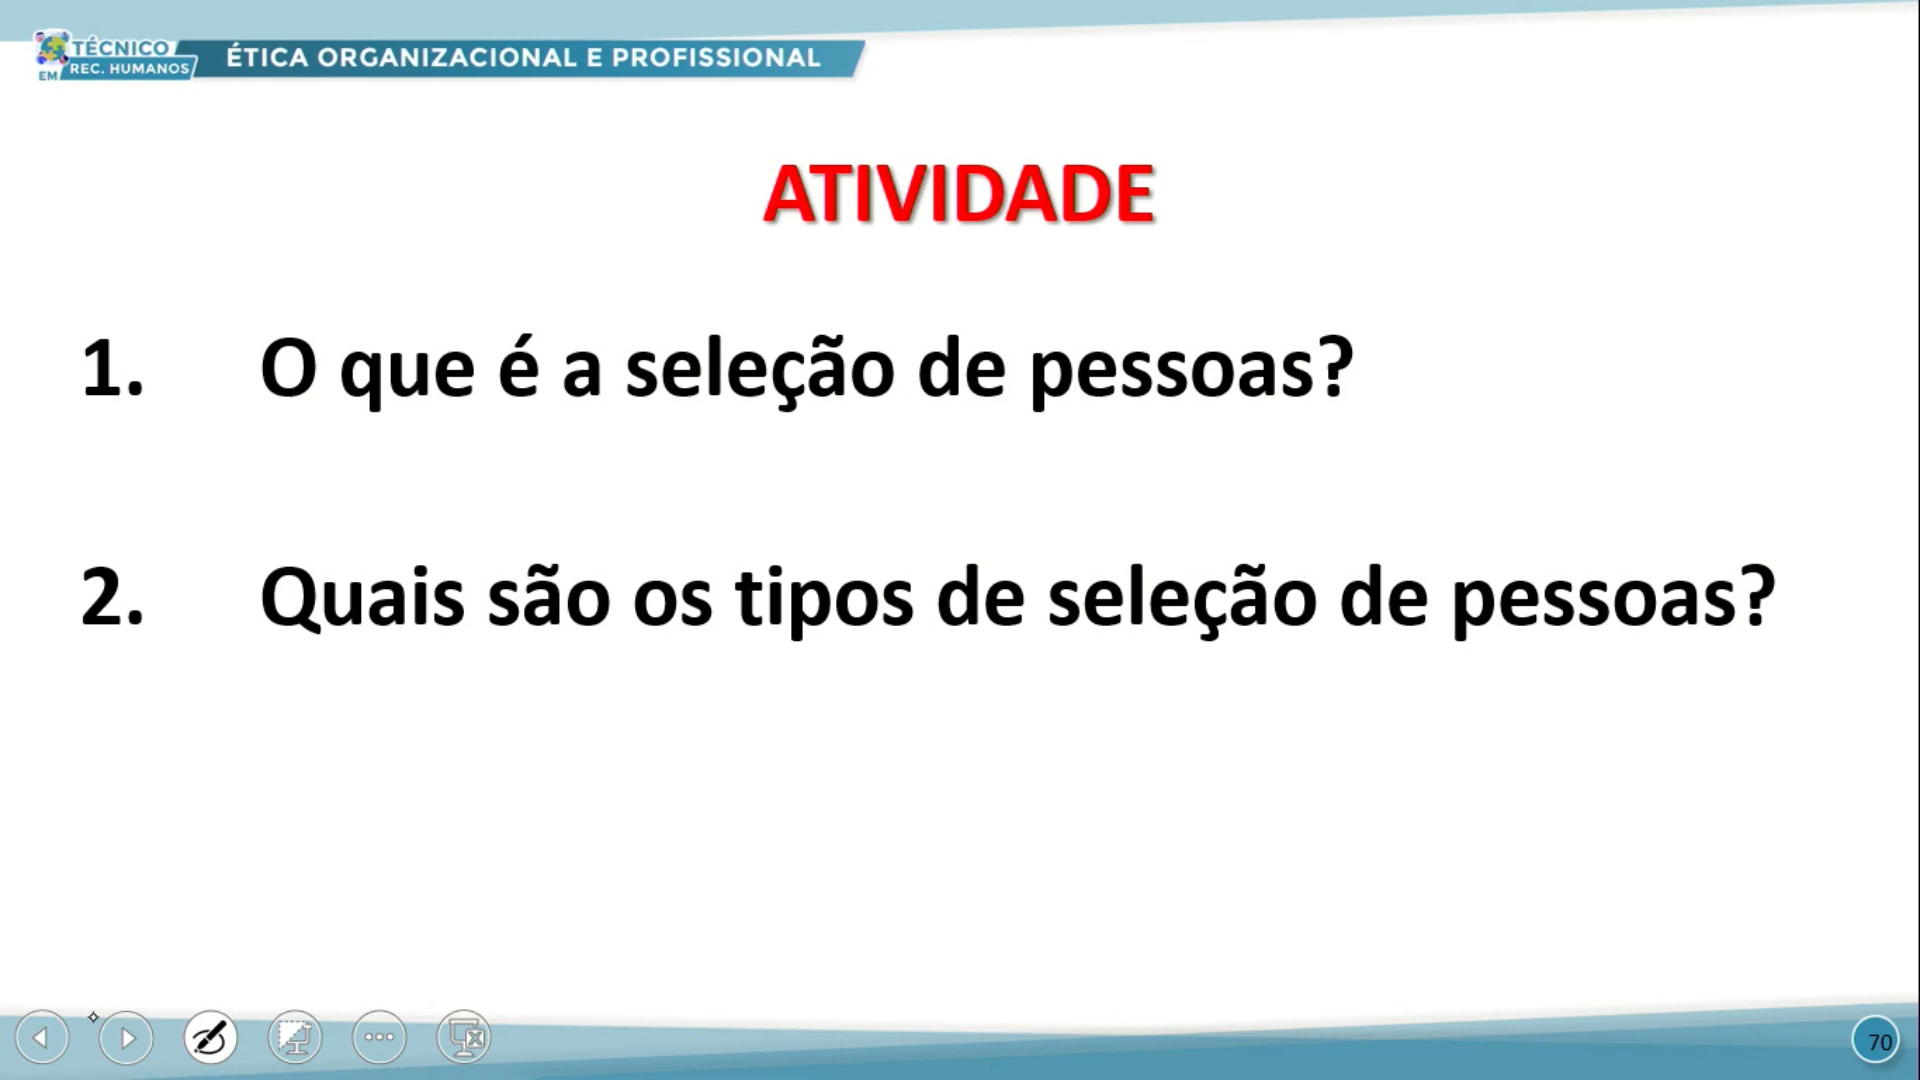 TÉCNICO
EM REC. HUMANOS
ÉTICA ORGANIZACIONAL E PROFISSIONAL
ATIVIDADE
1. O que é a seleção de pessoas?
2. Quais são os tipos de seleção de pessoas?
70